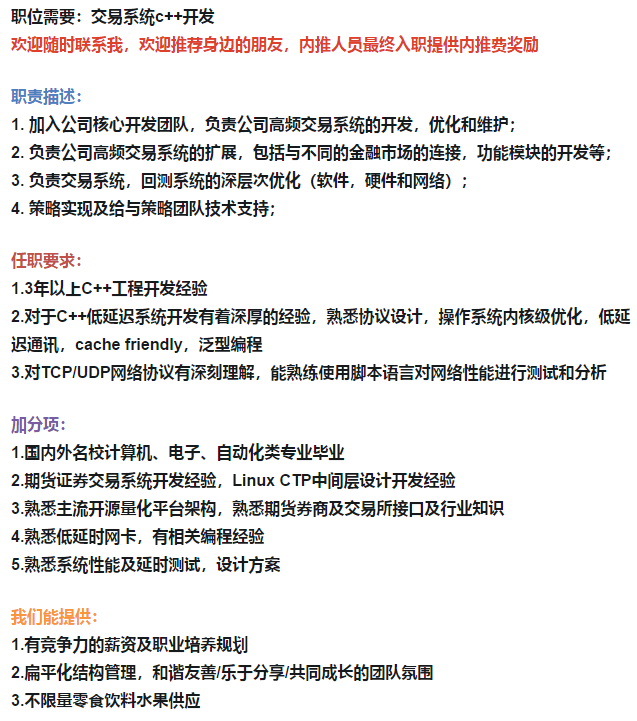 职位需要：交易系统c++开发
欢迎随时联系我，欢迎推荐身边的朋友，内推人员最终入职提供内推费奖励
职责描述：
1. 加入公司核心开发团队，负责公司高频交易系统的开发，优化和维护；
2. 负责公司高频交易系统的扩展，包括与不同的金融市场的连接，功能模块的开发等；
3. 负责交易系统，回测系统的深层次优化（软件，硬件和网络）；
4. 策略实现及给与策略团队技术支持；
任职要求：
1.3年以上C++工程开发经验
2.对于C++低延迟系统开发有着深厚的经验，熟悉协议设计，操作系统内核级优化，低延
迟通讯，cache friendly，泛型编程
3.对TCP/UDP网络协议有深刻理解，能熟练使用脚本语言对网络性能进行测试和分析
加分项：
1.国内外名校计算机、电子、自动化类专业毕业
2.期货证券交易系统开发经验，Linux CTP中间层设计开发经验
3.熟悉主流开源量化平台架构，熟悉期货券商及交易所接口及行业知识
4.熟悉低延时网卡，有相关编程经验
5.熟悉系统性能及延时测试，设计方案
我们能提供：
1.有竞争力的薪资及职业培养规划
2.扁平化结构管理，和谐友善/乐于分享/共同成长的团队氛围
3.不限量零食饮料水果供应